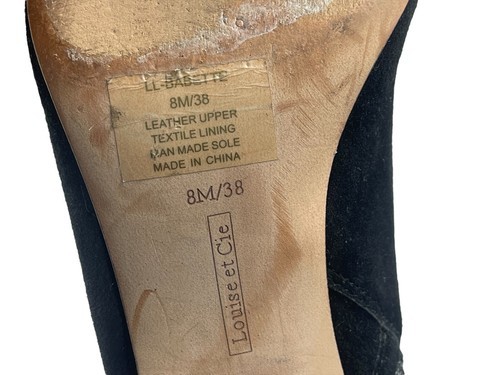 LL-BABETTE
8M/38
LEATHER UPPER
TEXTILE LINING
MAN MADE SOLE
MADE IN CHINA
8M/38
Louise et Cie